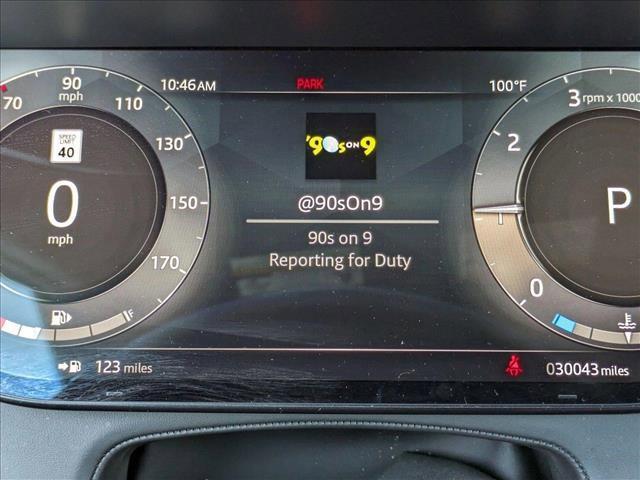 10:46AM
PARK
100°F
70
90
mph
110
130
150
170
SPEED
LIMIT
40
0
mph
'90s ON 9
@90sOn9
90s on 9
Reporting for Duty
3 rpm x 1000
2
0
P
F
123 miles
030043 miles